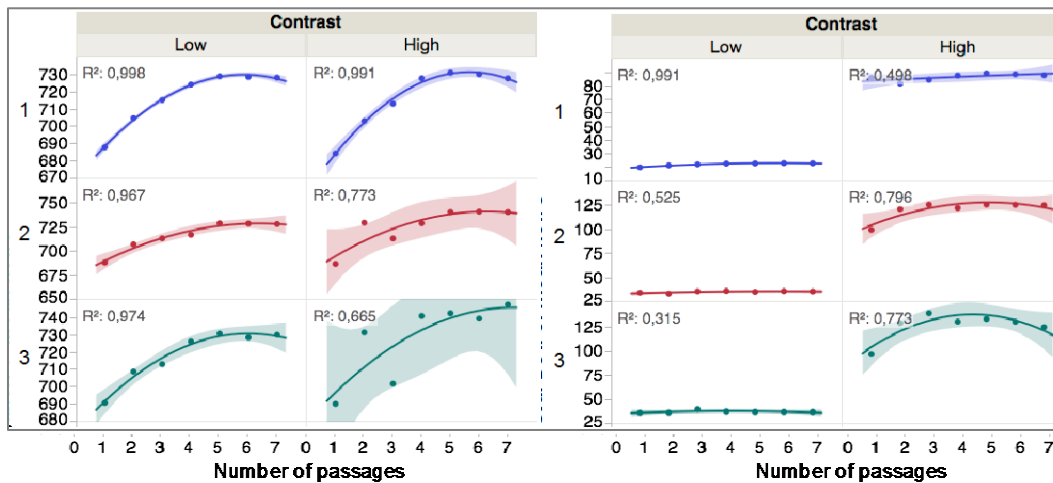 Contrast
Low High
R²: 0,998 R²: 0,991
1
730
720
710
700
690
680
670
R²: 0,967 R²: 0,773
2
750
725
700
675
650
R²: 0,974 R²: 0,665
3
740
730
720
710
700
690
680
0 1 2 3 4 5 6 7 0 1 2 3 4 5 6 7
Number of passages
Contrast
Low High
R²: 0,991 R²: 0,498
1
80
70
60
50
40
30
10
R²: 0,525 R²: 0,796
2
125
100
50
25
R²: 0,315 R²: 0,773
3
125
100
75
50
25
0 1 2 3 4 5 6 7 0 1 2 3 4 5 6 7
Number of passages